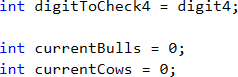 int digitToCheck4 = digit4;
int currentBulls = 0;
int currentCows = 0;